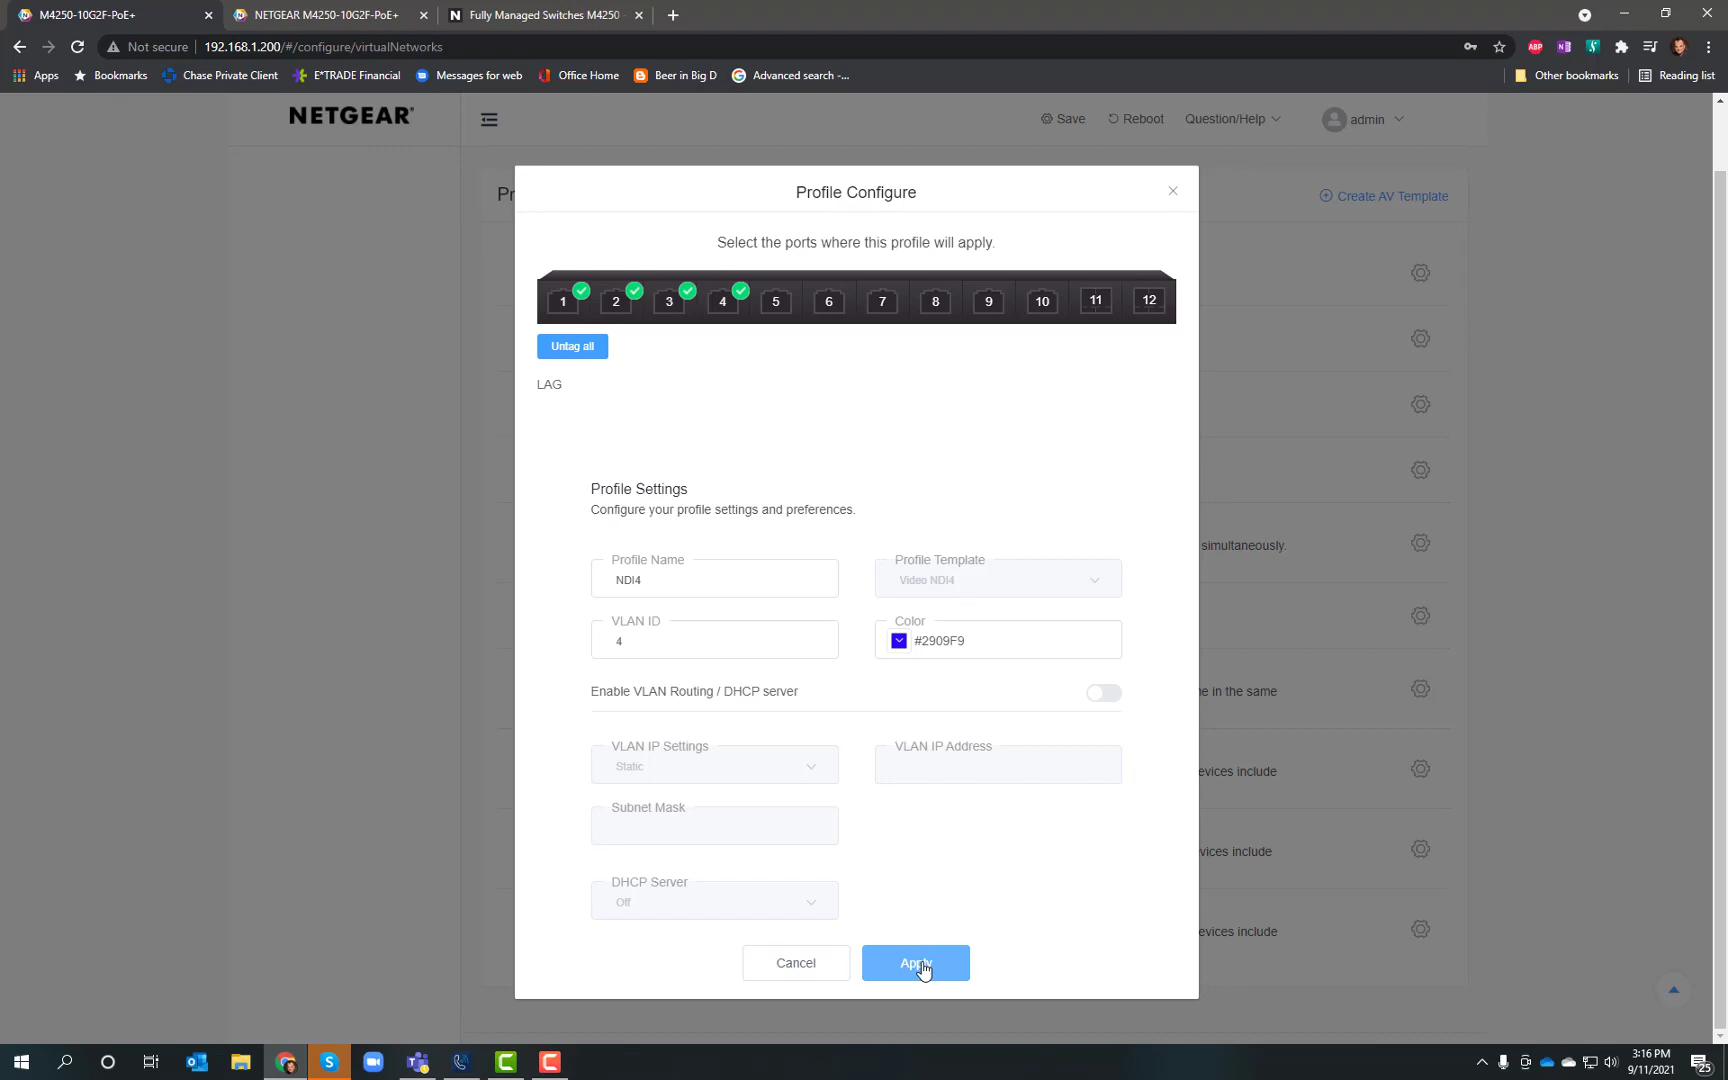 M4250-10G2F-PoE+
NETGEAR M4250-10G2F-PoE+
Fully Managed Switches M4250
Not secure
192.168.1.200/#/configure/virtualNetworks
Apps
Bookmarks
Chase Private Client
E*TRADE Financial
Messages for web
Office Home
Beer in Big D
Advanced search -...
Other bookmarks
Reading list
NETGEAR®
Save
Reboot
Question/Help
admin
Pr
Create AV Template
Profile Configure
Select the ports where this profile will apply.
1 2 3 4 5 6 7 8 9 10 11 12
Untag all
LAG
Profile Settings
Configure your profile settings and preferences.
simultaneously.
Profile Name
NDI4
Profile Template
Video NDI4
VLAN ID
4
Color
#2909F9
Enable VLAN Routing / DHCP server
ne in the same
VLAN IP Settings
Static
VLAN IP Address
evices include
Subnet Mask
vices include
DHCP Server
Off
evices include
Cancel
Apply
3:16 PM
9/11/2021
25
ABP